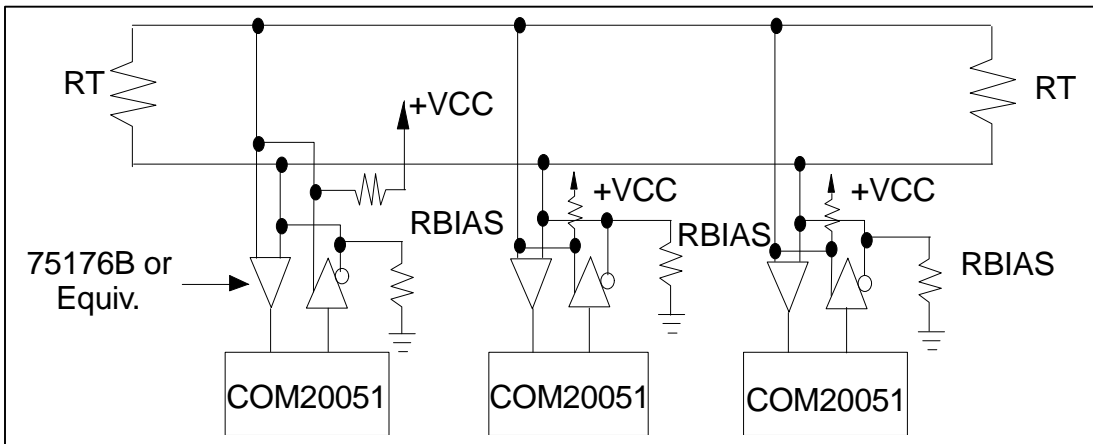 RT
RT
+VCC
+VCC
+VCC
RBIAS
RBIAS
RBIAS
75176B or
Equiv.
COM20051
COM20051
COM20051